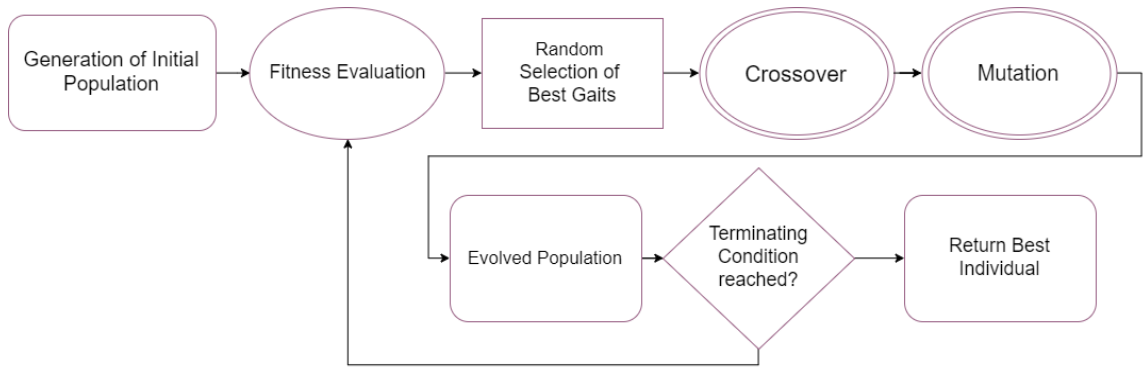 Generation of Initial
Population
Fitness Evaluation
Random
Selection of
Best Gaits
Crossover
Mutation
Evolved Population
Terminating
Condition
reached?
Return Best
Individual